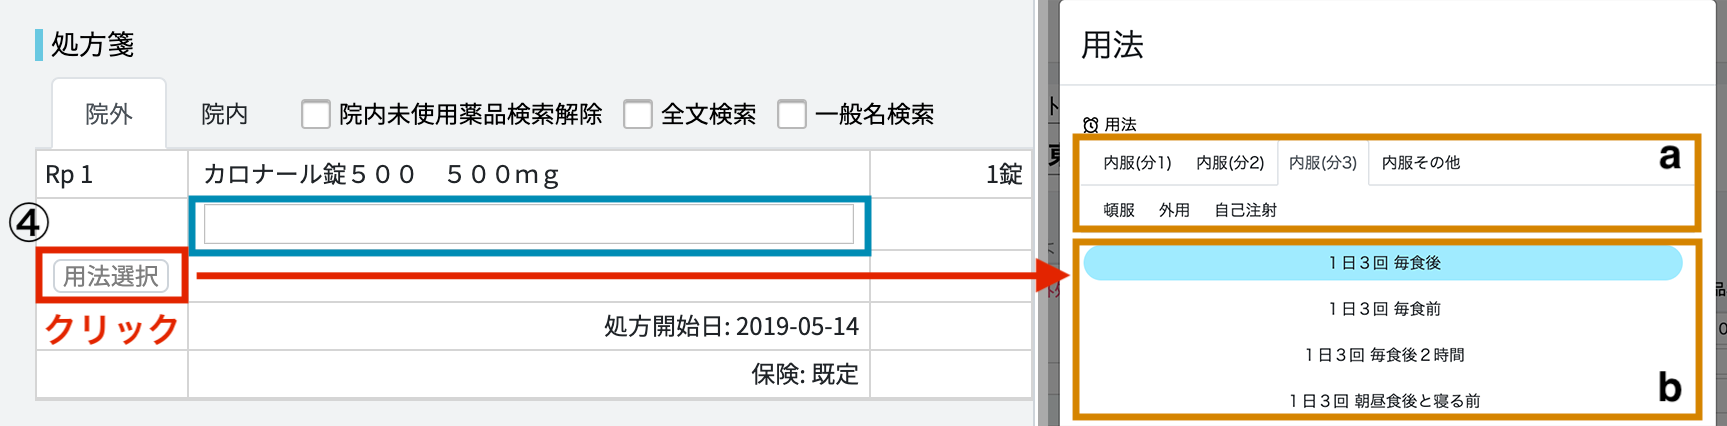 処方箋
院外 院内 院内未使用薬品検索解除 全文検索 一般名検索
Rp 1 カロナール錠５００　５００ｍｇ 1錠
④
用法選択
クリック
処方開始日: 2019-05-14
保険: 既定
用法
用法
a
内服(分1) 内服(分2) 内服(分3) 内服その他
頓服 外用 自己注射
１日３回 毎食後
１日３回 毎食前
１日３回 毎食後２時間
１日３回 朝昼食後と寝る前
b